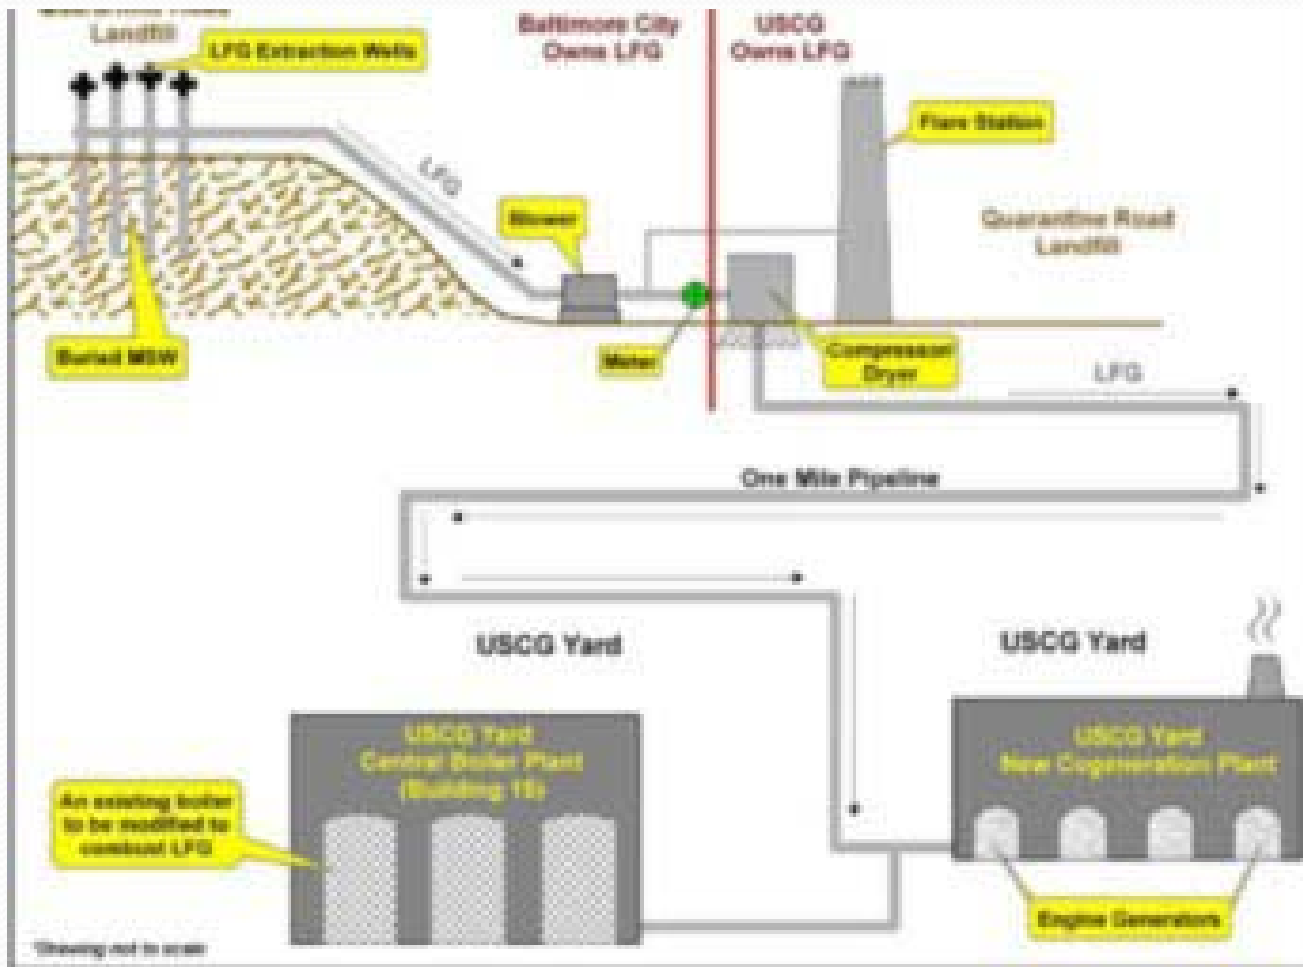 Landfill
LFG Extraction Wells
Baltimore City
Owns LFG
USCG
Owns LFG
Flare Station
LFG
Blower
Quarantine Road
Landfill
Buried MSW
Meter
Compressor/
Dryer
LFG
One Mile Pipeline
USCG Yard
USCG Yard
USCG Yard
Central Boiler Plant
(Building
USCG Yard
New Cogeneration Plant
An existing boiler
to be modified to
combust LFG
Engine Generators
*Drawing not to scale